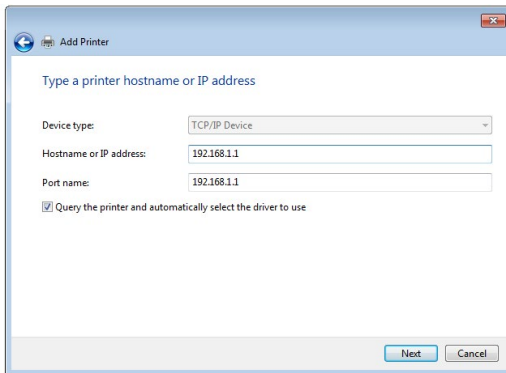 Add Printer
Type a printer hostname or IP address
Device type: TCP/IP Device
Hostname or IP address: 192.168.1.1
Port name: 192.168.1.1
Query the printer and automatically select the driver to use
Next Cancel